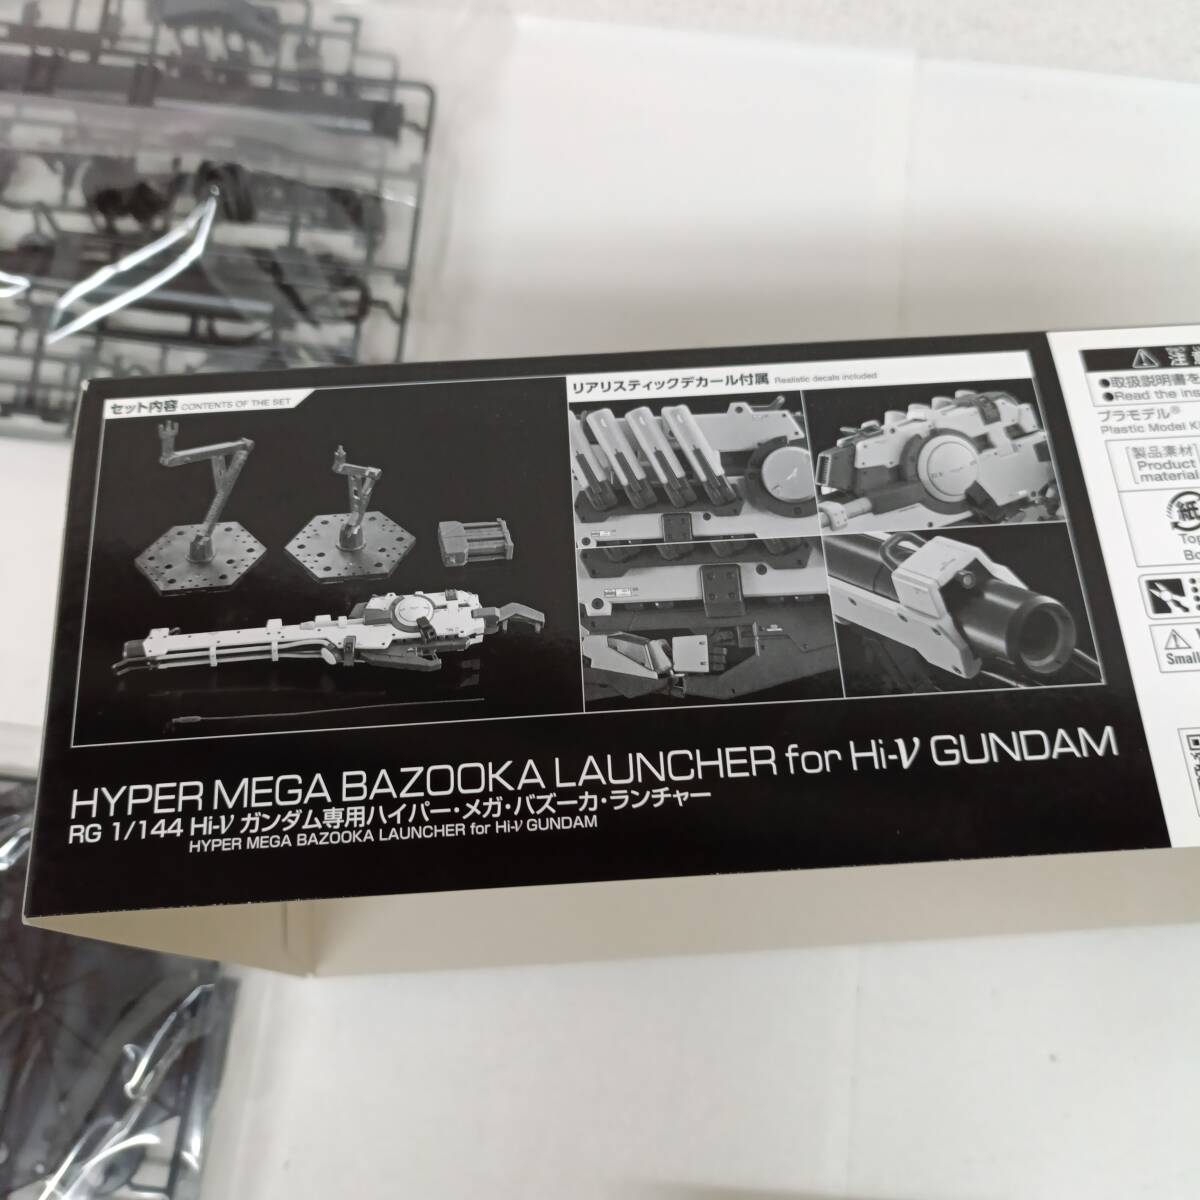 セット内容 CONTENTS OF THE SET
リアリスティックデカール付属 Realistic decals included
HYPER MEGA BAZOOKA LAUNCHER for Hi-ν GUNDAM
RG 1/144 Hi-ν ガンダム専用ハイパー・メガ・バズーカ・ランチャー
HYPER MEGA BAZOOKA LAUNCHER for Hi-ν GUNDAM
●取扱説明書を
●Read the ins
プラモデル®
Plastic Model Ki
[製品素材]
Product
material
紙
Top
Bo
Small